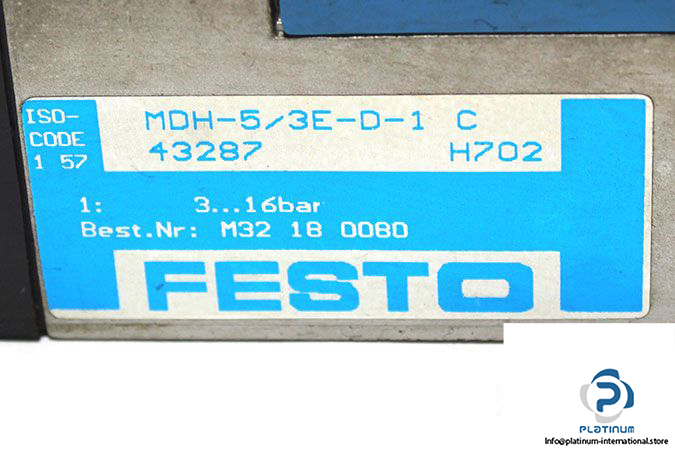 ISO-
CODE
1 57
MDH-5/3E-D-1 C
43287 H702
1: 3...16bar
Best.Nr: M32 18 0080
FESTO
PLATINUM
Info@platinum-international.store